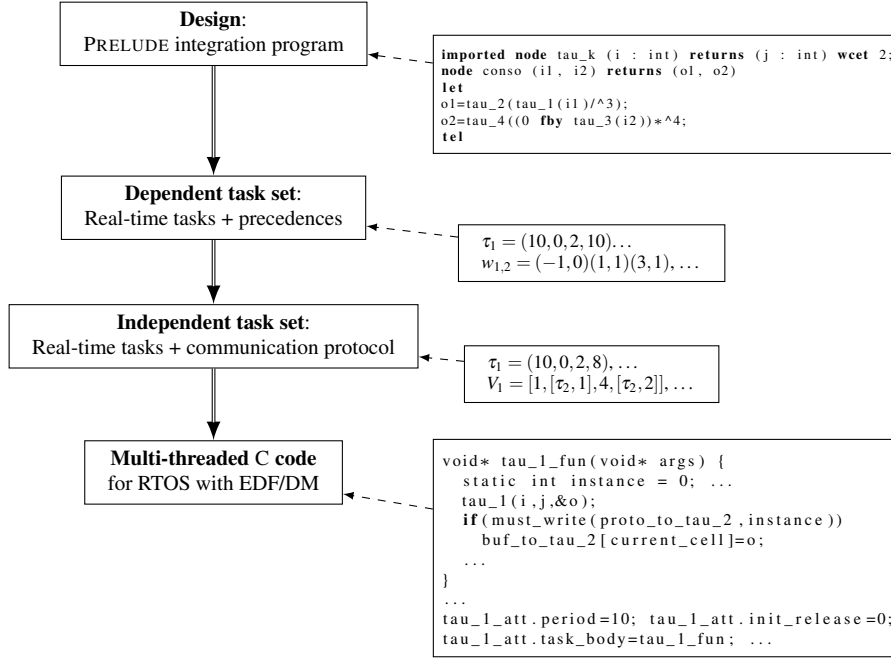 Design:
PRELUDE integration program
imported node tau_k (i : int) returns (j : int) wcet 2;
node conso (i1, i2) returns (o1, o2)
let
o1=tau_2(tau_1(i1)/^3);
o2=tau_4((0 fby tau_3(i2))*^4;
tel
Dependent task set:
Real-time tasks + precedences
τ1 = (10,0,2,10)...
w1,2 = (−1,0)(1,1)(3,1),...
Independent task set:
Real-time tasks + communication protocol
τ1 = (10,0,2,8),...
V1 = [1,[τ2,1],4,[τ2,2]],...
Multi-threaded C code
for RTOS with EDF/DM
void* tau_1_fun(void* args) {
static int instance = 0; ...
tau_1(i,j,&o);
if(must_write(proto_to_tau_2,instance))
buf_to_tau_2[current_cell]=o;
...
}
...
tau_1_att.period=10; tau_1_att.init_release=0;
tau_1_att.task_body=tau_1_fun; ...